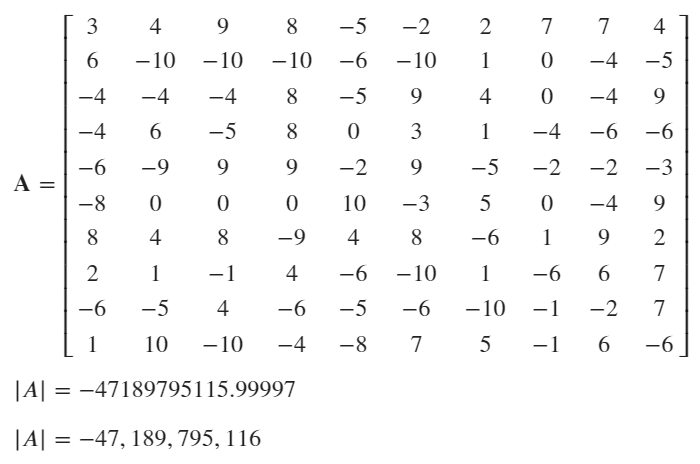 3 4 9 8 −5 −2 2 7 7 4
6 −10 −10 −10 −6 −10 1 0 −4 −5
−4 −4 −4 8 −5 9 4 0 −4 9
−4 6 −5 8 0 3 1 −4 −6 −6
A = −6 −9 9 9 −2 9 −5 −2 −2 −3
−8 0 0 0 10 −3 5 0 −4 9
8 4 8 −9 4 8 −6 1 9 2
2 1 −1 4 −6 −10 1 −6 6 7
−6 −5 4 −6 −5 −6 −10 −1 −2 7
1 10 −10 −4 −8 7 5 −1 6 −6
|A| = −47189795115.99997
|A| = −47, 189, 795, 116